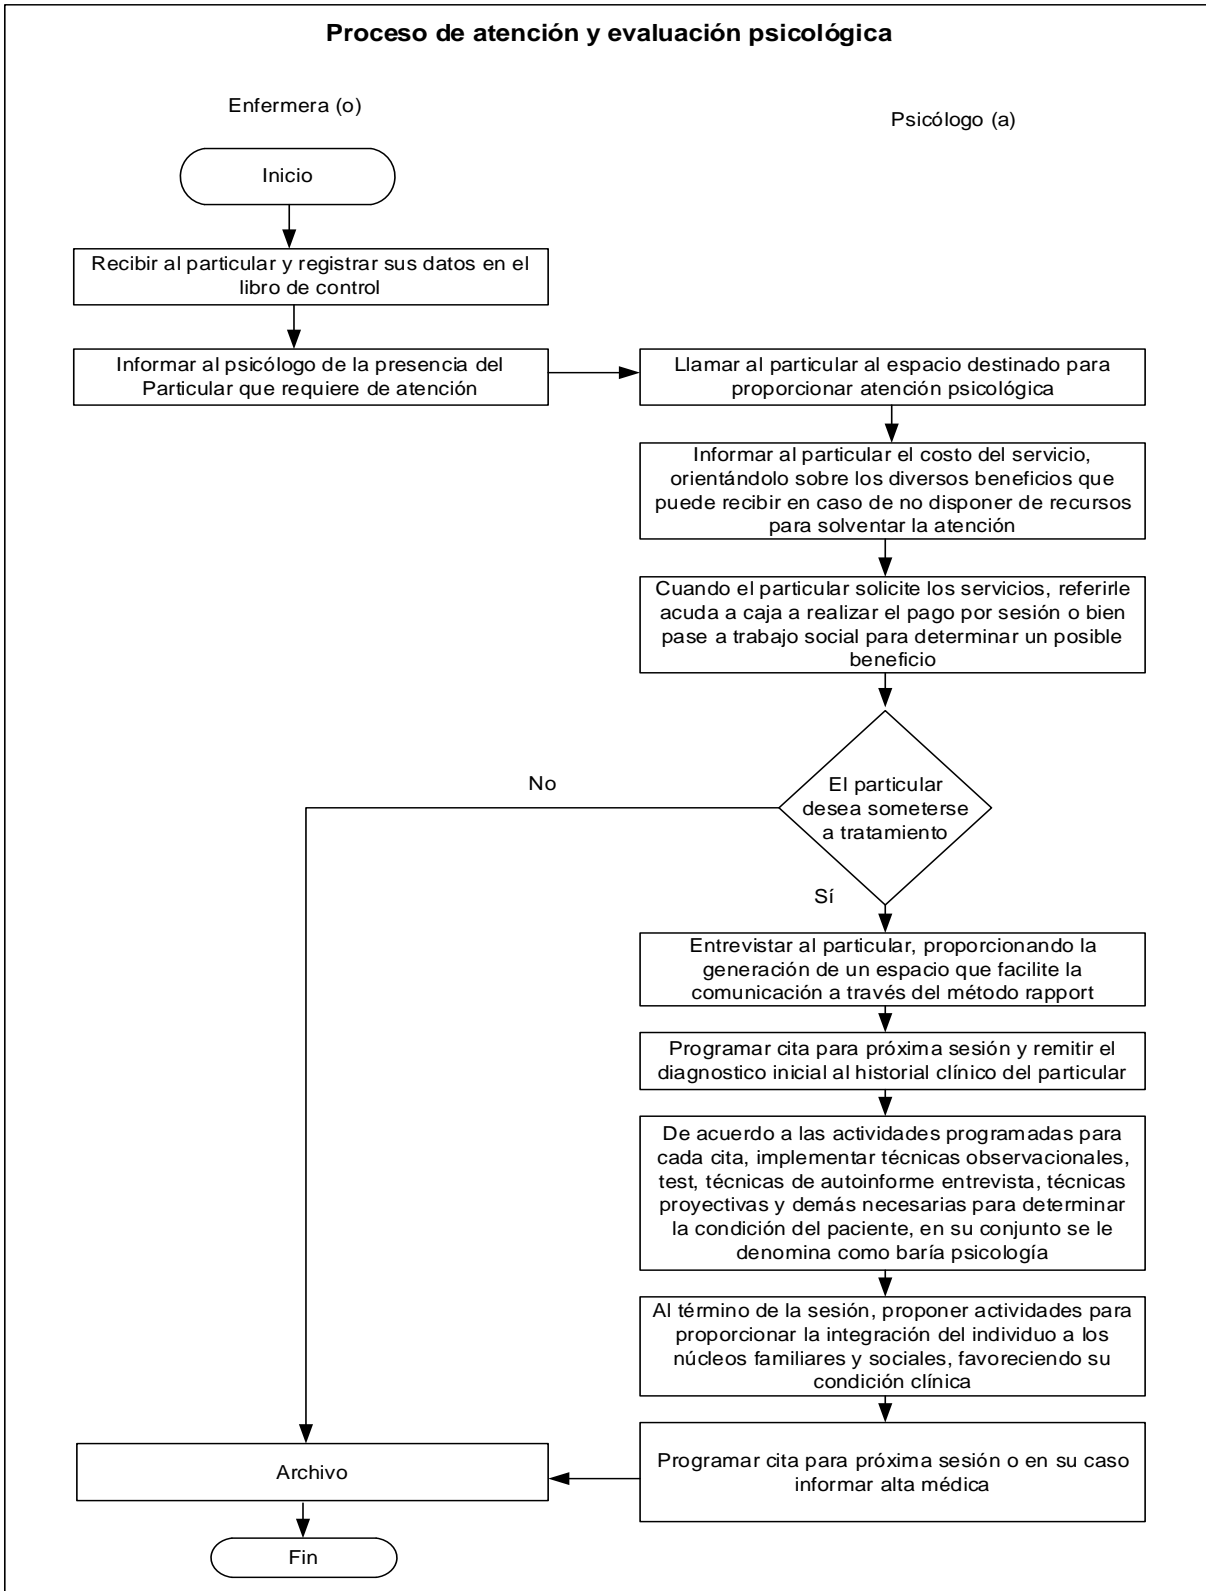 Proceso de atención y evaluación psicológica
Enfermera (o)
Psicólogo (a)
Inicio
Recibir al particular y registrar sus datos en el
libro de control
Informar al psicólogo de la presencia del
Particular que requiere de atención
Llamar al particular al espacio destinado para
proporcionar atención psicológica
Informar al particular el costo del servicio,
orientándolo sobre los diversos beneficios que
puede recibir en caso de no disponer de recursos
para solventar la atención
Cuando el particular solicite los servicios, referirle
acuda a caja a realizar el pago por sesión o bien
pase a trabajo social para determinar un posible
beneficio
El particular
desea someterse
a tratamiento
No
Sí
Entrevistar al particular, proporcionando la
generación de un espacio que facilite la
comunicación a través del método rapport
Programar cita para próxima sesión y remitir el
diagnostico inicial al historial clínico del particular
De acuerdo a las actividades programadas para
cada cita, implementar técnicas observacionales,
test, técnicas de autoinforme entrevista, técnicas
proyectivas y demás necesarias para determinar
la condición del paciente, en su conjunto se le
denomina como baría psicología
Al término de la sesión, proponer actividades para
proporcionar la integración del individuo a los
núcleos familiares y sociales, favoreciendo su
condición clínica
Programar cita para próxima sesión o en su caso
informar alta médica
Archivo
Fin